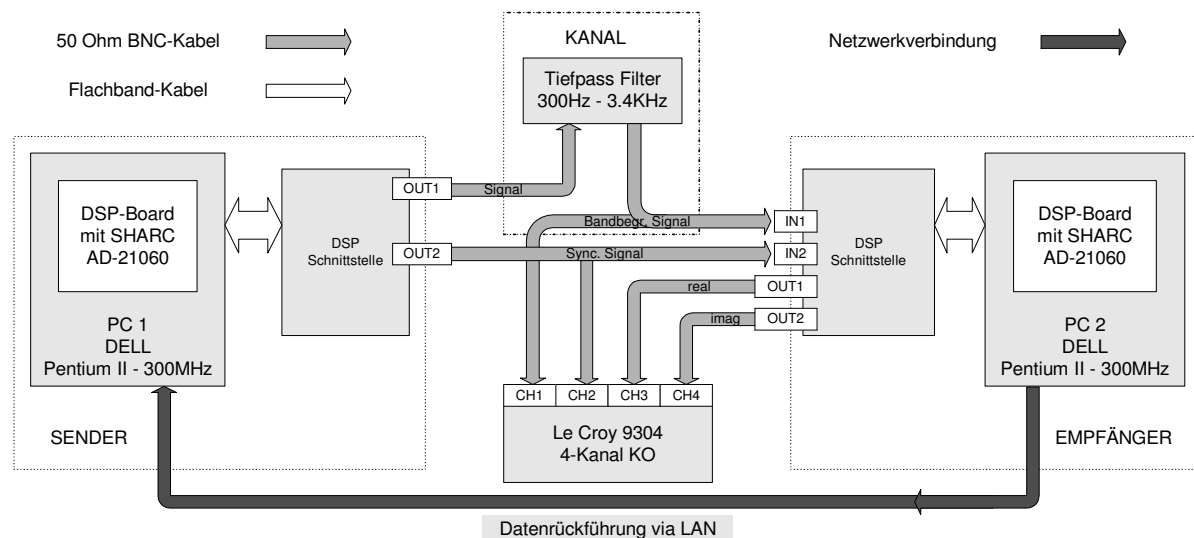 50 Ohm BNC-Kabel
Flachband-Kabel
KANAL
Tiefpass Filter
300Hz - 3.4KHz
Netzwerkverbindung
DSP-Board
mit SHARC
AD-21060
PC 1
DELL
Pentium II - 300MHz
SENDER
DSP
Schnittstelle
OUT1
OUT2
Signal
Bandbegr. Signal
Sync. Signal
real
imag
IN1
IN2
OUT1
OUT2
DSP
Schnittstelle
DSP-Board
mit SHARC
AD-21060
PC 2
DELL
Pentium II - 300MHz
EMPFÄNGER
CH1
CH2
CH3
CH4
Le Croy 9304
4-Kanal KO
Datenrückführung via LAN